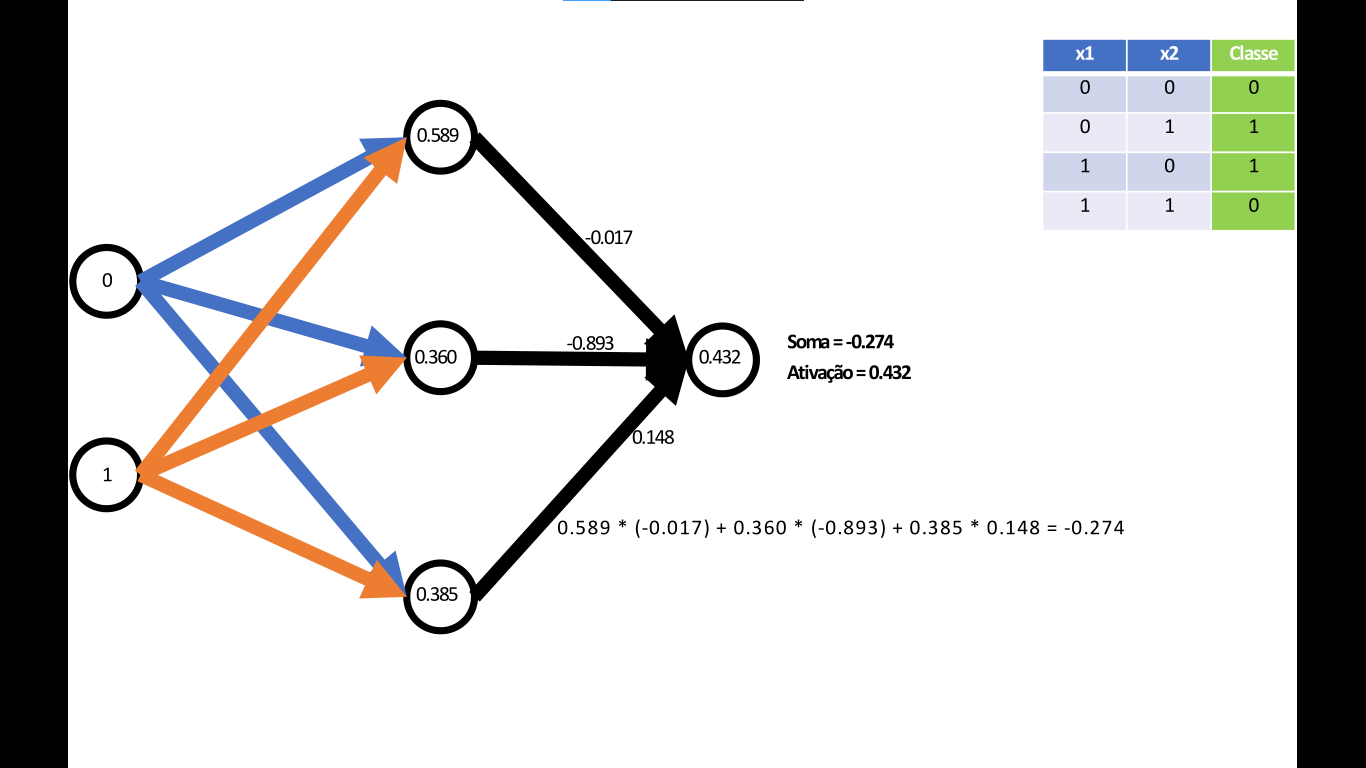 x1 x2 Classe
0 0 0
0 1 1
1 0 1
1 1 0
0.589
-0.017
0
0.360
-0.893
0.432
Soma = -0.274
Ativação = 0.432
0.148
1
0.589 * (-0.017) + 0.360 * (-0.893) + 0.385 * 0.148 = -0.274
0.385